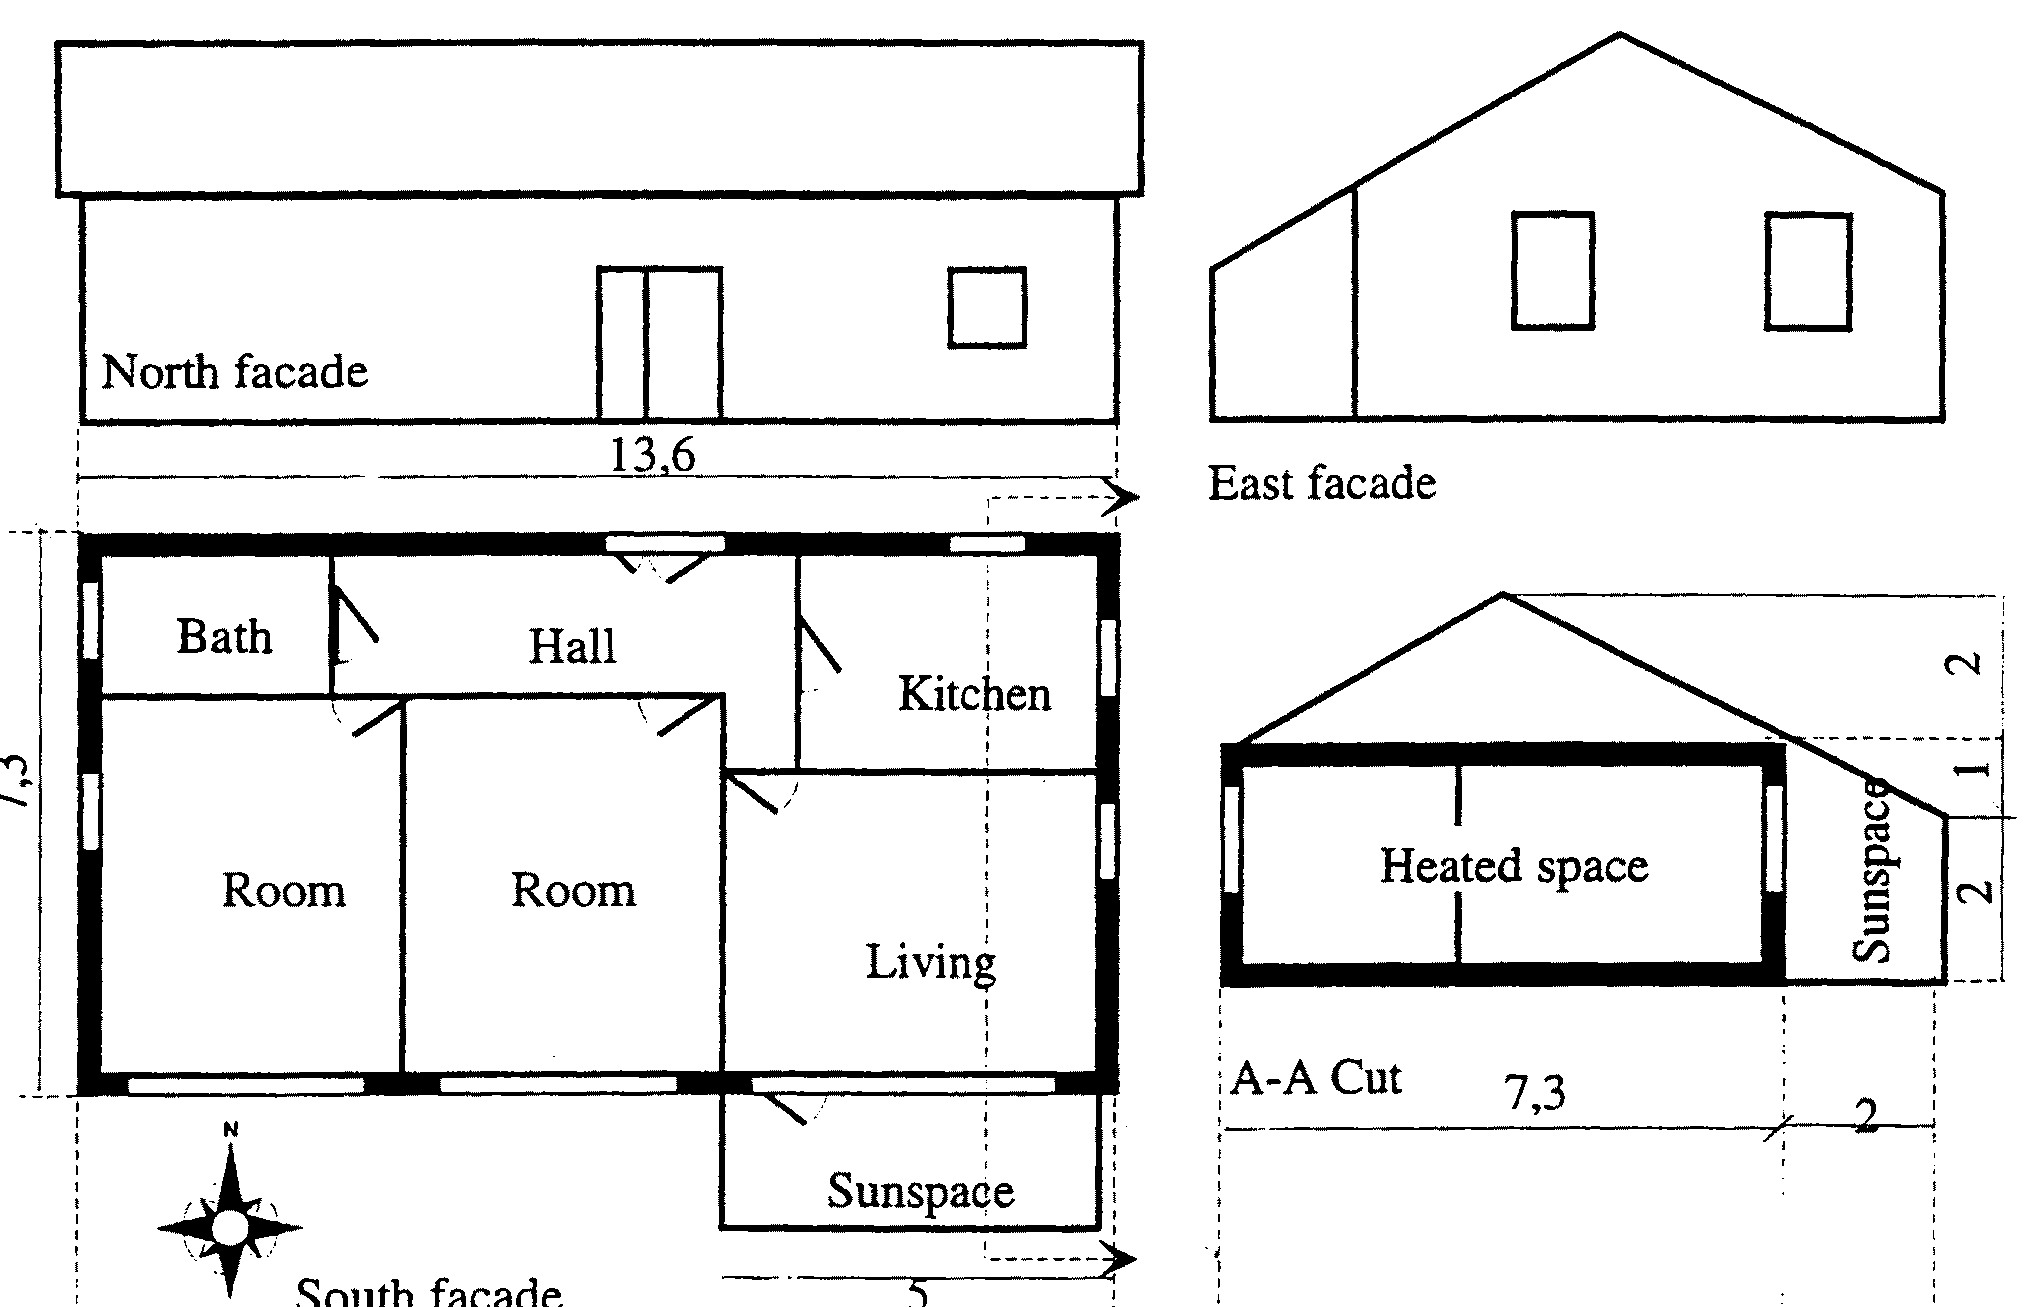 North facade
13,6
East facade
Bath
Hall
Kitchen
7,3
Room
Room
Living
Sunspace
N
South facade
5
2
1
2
Heated space
Sunspace
A-A Cut
7,3
2